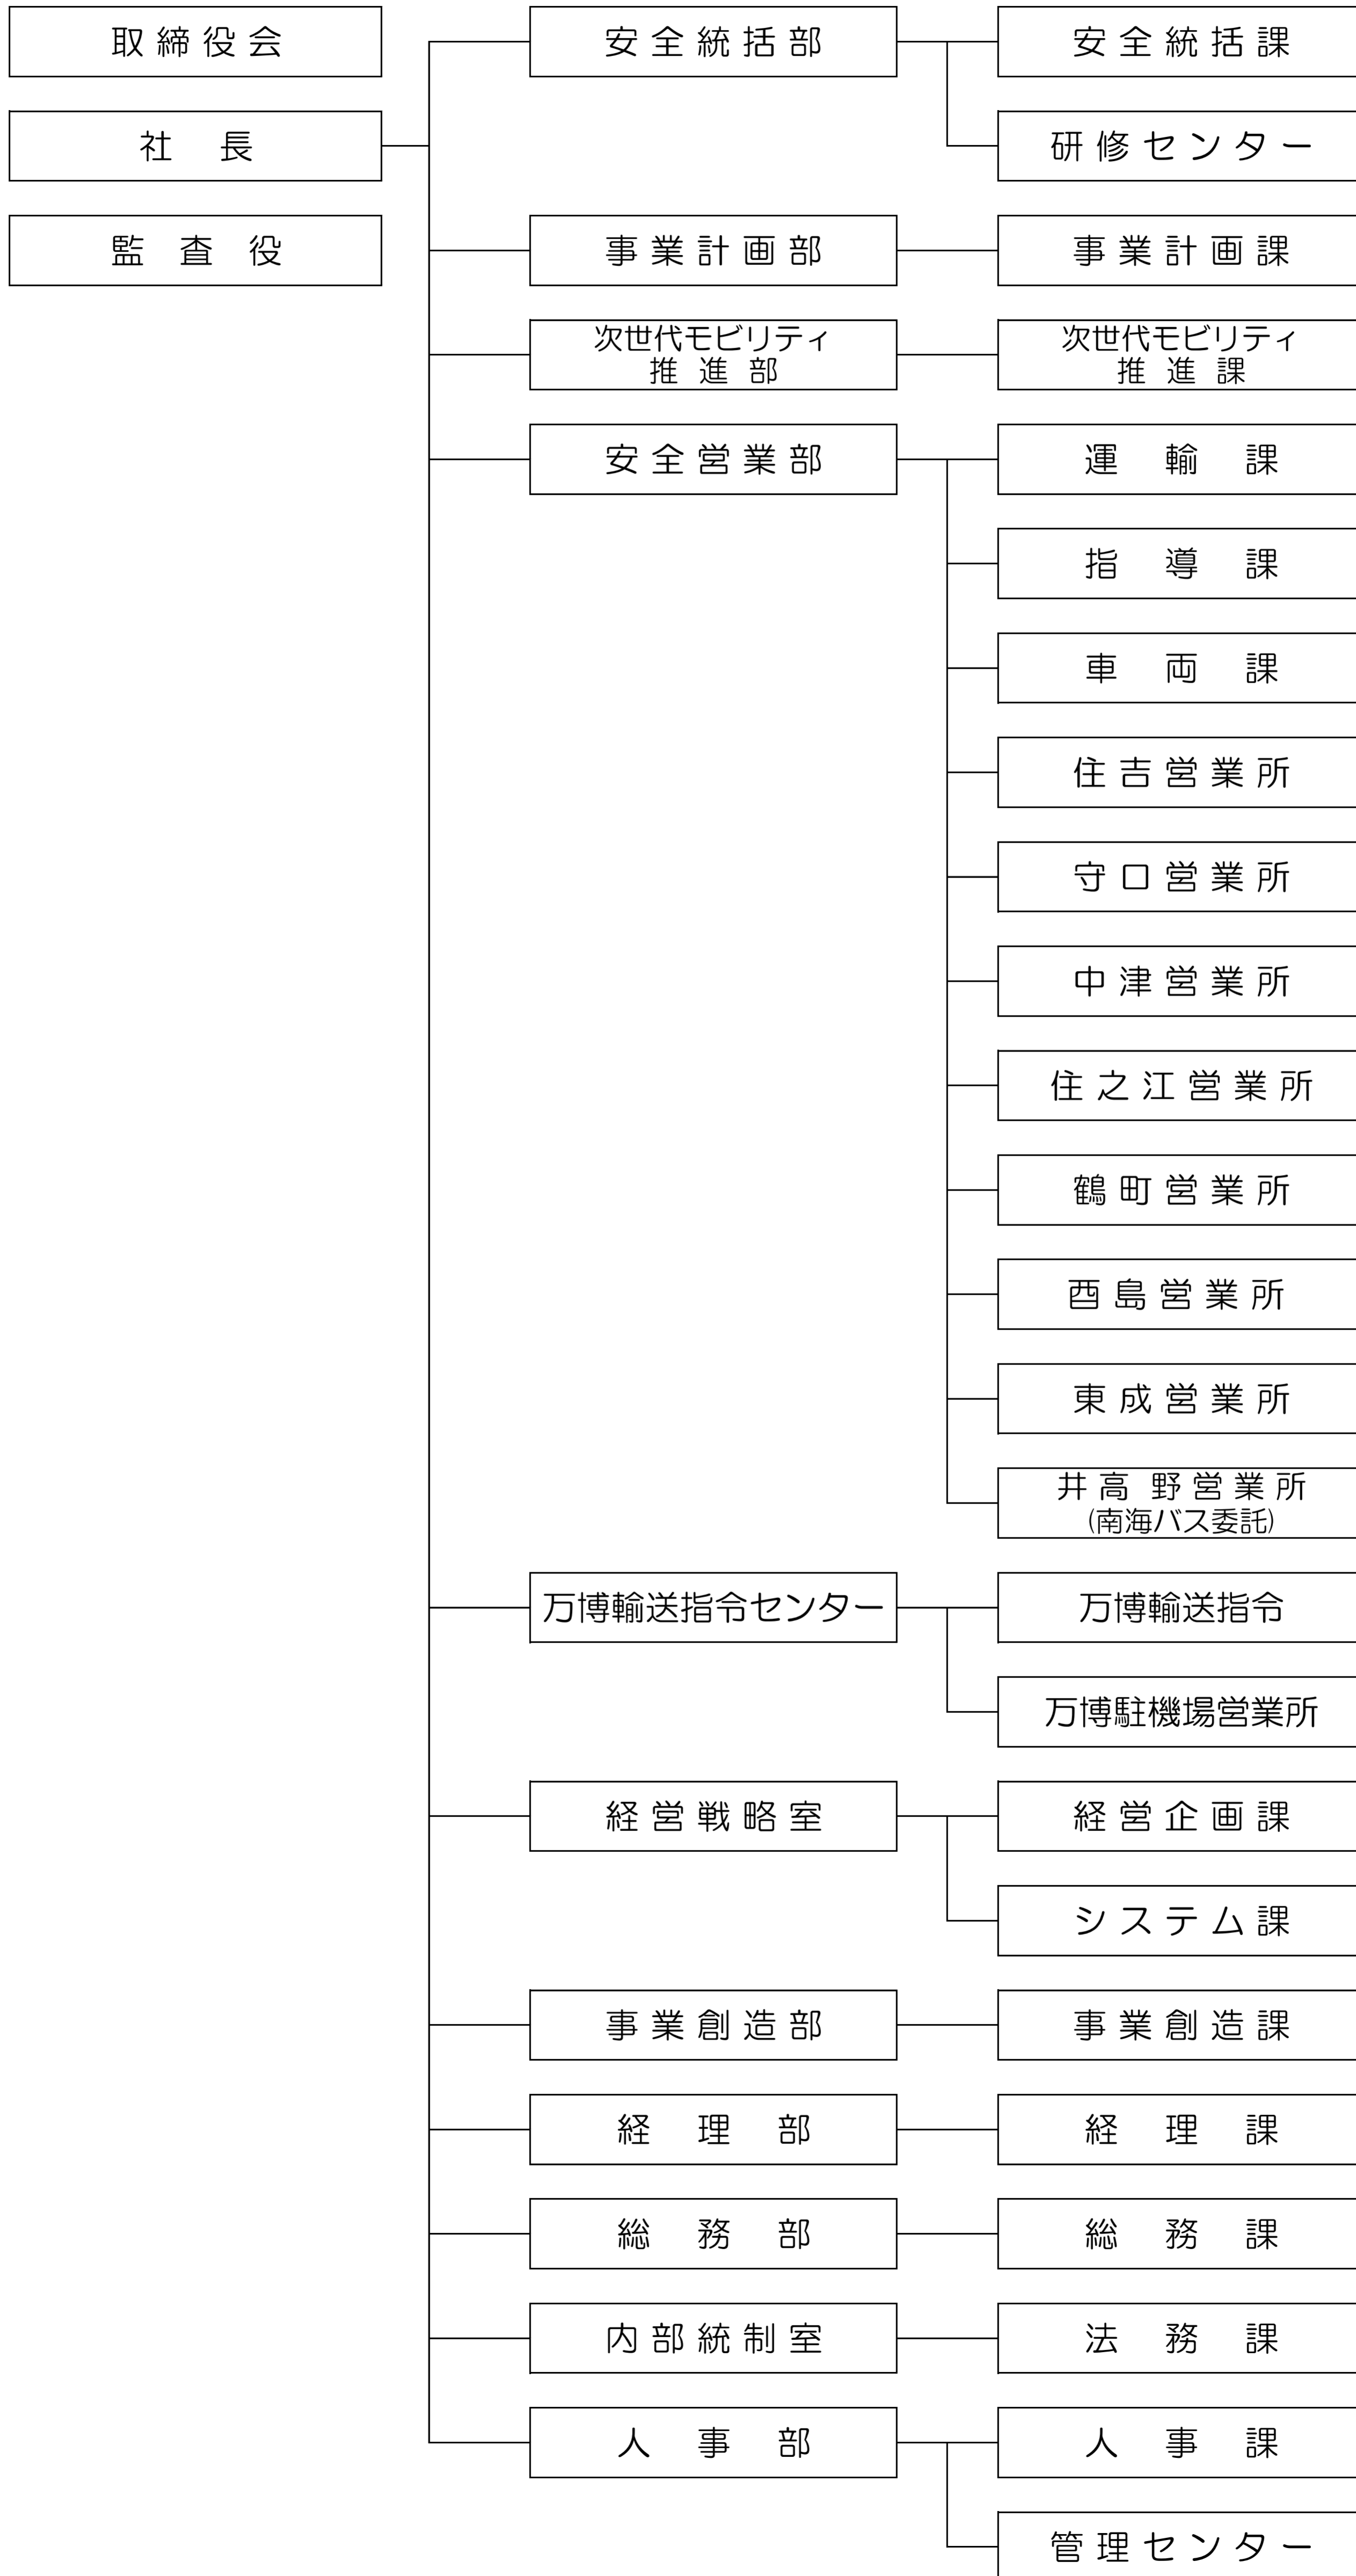 取締役会
安全統括部
安全統括課
社長
研修センター
監査役
事業計画部
事業計画課
次世代モビリティ
推進部
次世代モビリティ
推進課
安全営業部
運輸課
指導課
車両課
住吉営業所
守口営業所
中津営業所
住之江営業所
鶴町営業所
酉島営業所
東成営業所
井高野営業所
(南海バス委託)
万博輸送指令センター
万博輸送指令
万博駐機場営業所
経営戦略室
経営企画課
システム課
事業創造部
事業創造課
経理部
経理課
総務部
総務課
内部統制室
法務課
人事部
人事課
管理センター